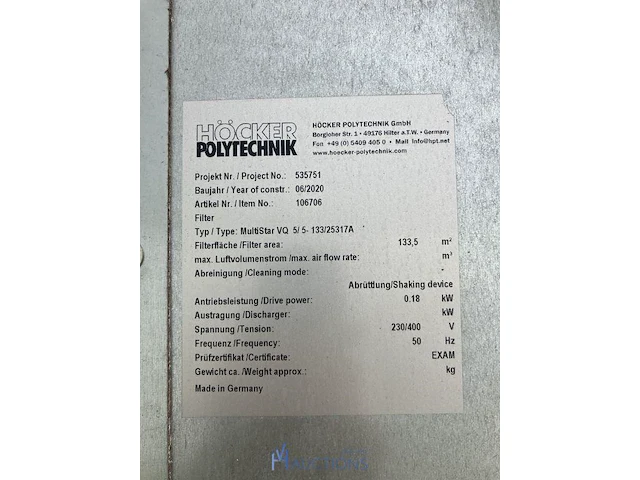 HÖCKER
POLYTECHNIK
HÖCKER POLYTECHNIK GmbH
Borgloher Str. 1 • 49176 Hilter a.T.W. • Germany
Fon +49 (0) 5409 405 0 • Mail info@hpt.net
www.hoecker-polytechnik.com
Projekt Nr. / Project No.: 535751
Baujahr / Year of constr.: 06/2020
Artikel Nr. / Item No.: 106706
Filter
Typ / Type: MultiStar VQ 5/ 5- 133/25317A
Filterfläche / Filter area: 133,5 m²
max. Luftvolumenstrom /max. air flow rate: m³
Abreinigung /Cleaning mode:
Abrüttlung/Shaking device
Antriebsleistung /Drive power: 0.18 kW
Austragung / Discharger: kW
Spannung /Tension: 230/400 V
Frequenz /Frequency: 50 Hz
Prüfzertifikat /Certificate: EXAM
Gewicht ca. /Weight approx.: kg
Made in Germany